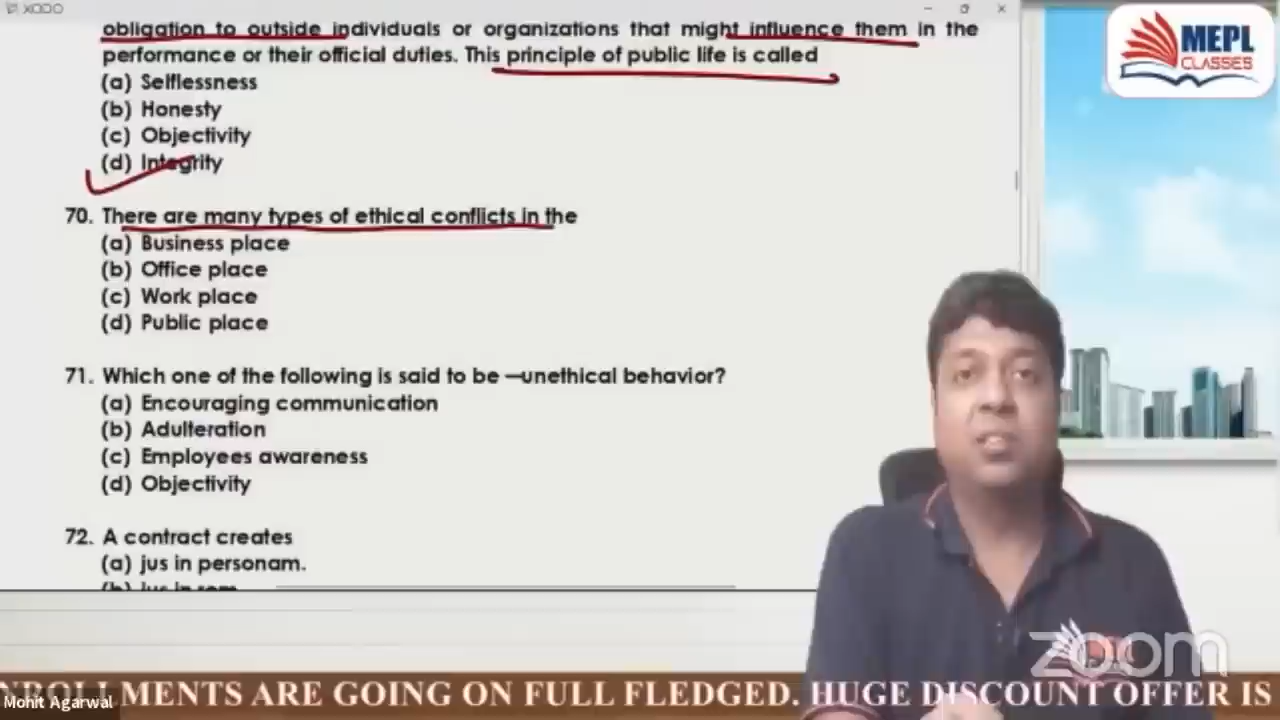 XODO
obligation to outside individuals or organizations that might influence them in the
performance or their official duties. This principle of public life is called
(a) Selflessness
(b) Honesty
(c) Objectivity
(d) Integrity
70. There are many types of ethical conflicts in the
(a) Business place
(b) Office place
(c) Work place
(d) Public place
71. Which one of the following is said to be —unethical behavior?
(a) Encouraging communication
(b) Adulteration
(c) Employees awareness
(d) Objectivity
72. A contract creates
(a) jus in personam.
(b) jus in rem
MEPL
CLASSES
zoom
NROLLMENTS ARE GOING ON FULL FLEDGED. HUGE DISCOUNT OFFER IS
Mohit Agarwal